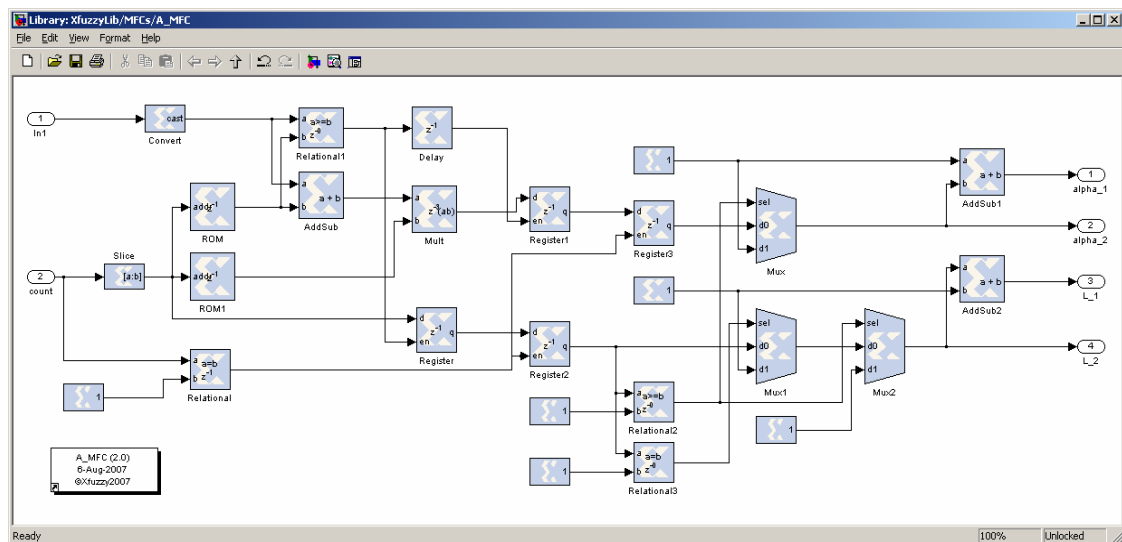 Library: XfuzzyLib/MFCs/A_MFC
File Edit View Format Help
1
In1
cast
Convert
a
b
a>=b
z-0
Relational1
z-1
Delay
1
a
b
a + b
AddSub1
1
alpha_1
addr z-1
ROM
a
b
a + b
AddSub
a
b
z-3 (ab)
Mult
d
en
z-1
q
Register1
d
en
z-1
q
Register3
sel
d0
d1
Mux
2
alpha_2
2
count
Slice
[a:b]
addr z-1
ROM1
1
a
b
a + b
AddSub2
3
L_1
d
en
z-1
q
Register
d
en
z-1
q
Register2
sel
d0
d1
Mux1
sel
d0
d1
Mux2
4
L_2
a
b
a=b
z-1
Relational
1
1
a
b
a>=b
z-0
Relational2
1
1
a
b
a=b
z-0
Relational3
A_MFC (2.0)
6-Aug-2007
©Xfuzzy2007
Ready
100%
Unlocked